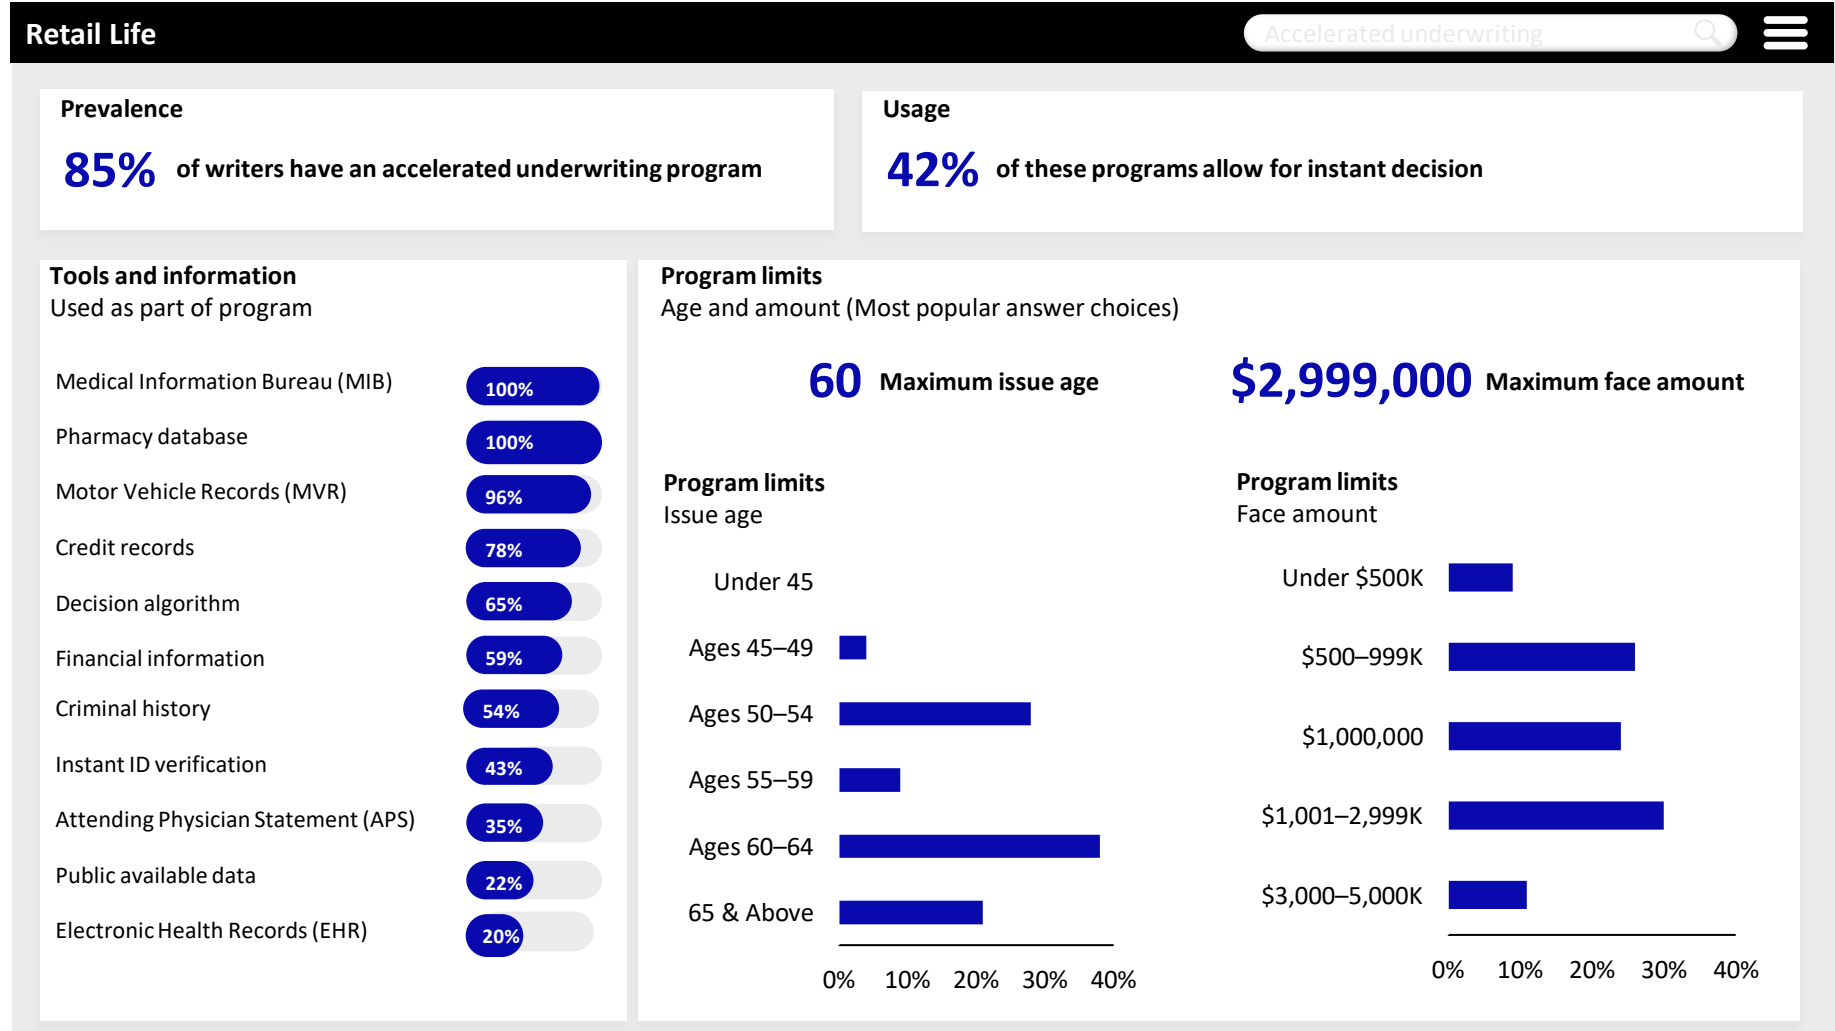 Retail Life
Accelerated underwriting
Prevalence
85% of writers have an accelerated underwriting program
Usage
42% of these programs allow for instant decision
Tools and information
Used as part of program
Medical Information Bureau (MIB) 100%
Pharmacy database 100%
Motor Vehicle Records (MVR) 96%
Credit records 78%
Decision algorithm 65%
Financial information 59%
Criminal history 54%
Instant ID verification 43%
Attending Physician Statement (APS) 35%
Public available data 22%
Electronic Health Records (EHR) 20%
Program limits
Age and amount (Most popular answer choices)
60 Maximum issue age
$2,999,000 Maximum face amount
Program limits
Issue age
Under 45
Ages 45–49
Ages 50–54
Ages 55–59
Ages 60–64
65 & Above
0% 10% 20% 30% 40%
Program limits
Face amount
Under $500K
$500–999K
$1,000,000
$1,001–2,999K
$3,000–5,000K
0% 10% 20% 30% 40%